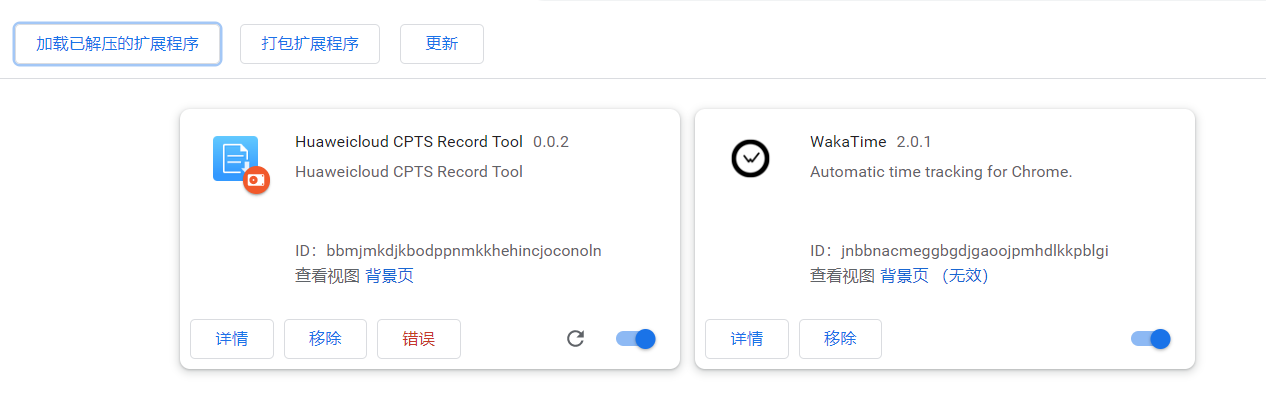 加载已解压的扩展程序 打包扩展程序 更新
Huaweicloud CPTS Record Tool 0.0.2
Huaweicloud CPTS Record Tool
ID：bbmjmkdjkbodppnmkkhehincjoconoln
查看视图 背景页
详情 移除 错误
WakaTime 2.0.1
Automatic time tracking for Chrome.
ID：jnbbnacmeggbgdjgaoojpmhdlkkpblgi
查看视图 背景页 （无效）
详情 移除